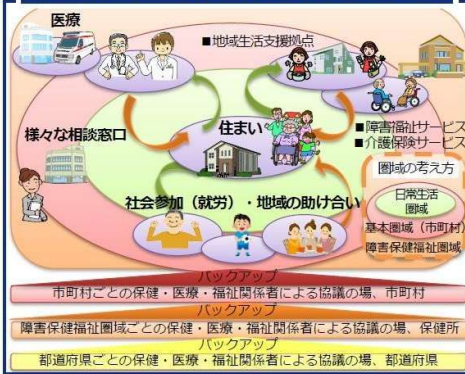 医療
■地域生活支援拠点
様々な相談窓口
住まい
■障害福祉サービス
■介護保険サービス
社会参加(就労)・地域の助け合い
圏域の考え方
日常生活
圏域
基本圏域(市町村)
障害保健福祉圏域
バックアップ
市町村ごとの保健・医療・福祉関係者による協議の場、市町村
バックアップ
障害保健福祉圏域ごとの保健・医療・福祉関係者による協議の場、保健所
バックアップ
都道府県ごとの保健・医療・福祉関係者による協議の場、都道府県